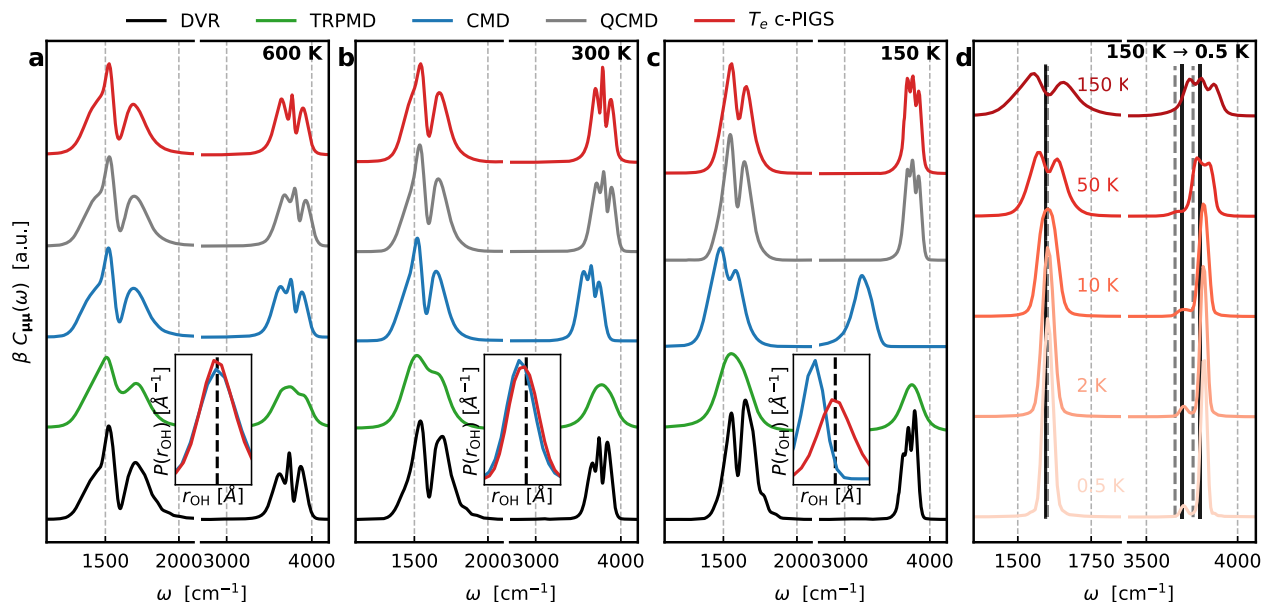 DVR TRPMD CMD QCMD Tₑ c-PIGS
a 600 K b 300 K c 150 K d 150 K → 0.5 K
150 K
50 K
10 K
2 K
0.5 K
β C_μμ(ω) [a.u.]
P(r_OH) [Å⁻¹] P(r_OH) [Å⁻¹] P(r_OH) [Å⁻¹]
r_OH [Å] r_OH [Å] r_OH [Å]
1500 2000 3000 4000 1500 2000 3000 4000 1500 2000 3000 4000 1500 1750 3500 4000
ω [cm⁻¹] ω [cm⁻¹] ω [cm⁻¹] ω [cm⁻¹]